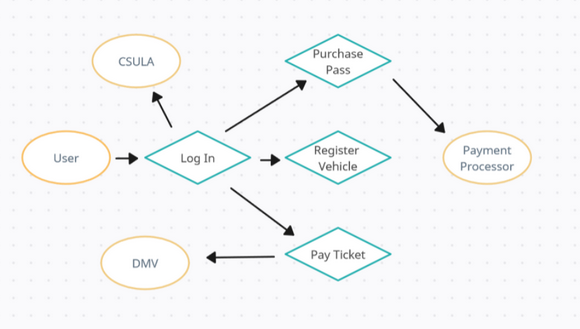 CSULA
Purchase
Pass
User
Log In
Register
Vehicle
Payment
Processor
DMV
Pay Ticket